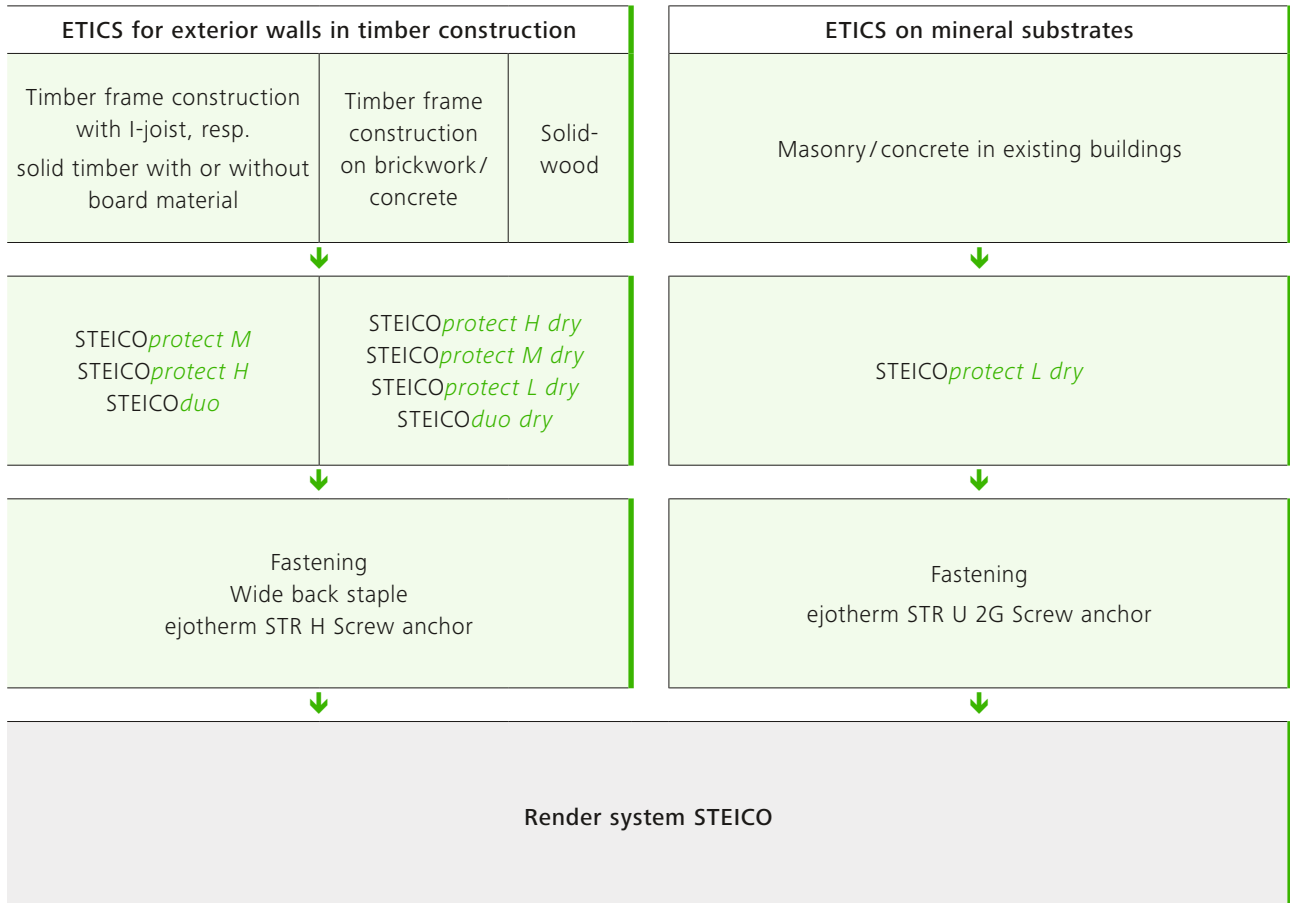 ETICS for exterior walls in timber construction
Timber frame construction
with I-joist, resp.
solid timber with or without
board material
Timber frame
construction
on brickwork/
concrete
Solid-
wood
STEICOprotect M
STEICOprotect H
STEICOduo
STEICOprotect H dry
STEICOprotect M dry
STEICOprotect L dry
STEICOduo dry
Fastening
Wide back staple
ejotherm STR H Screw anchor
ETICS on mineral substrates
Masonry/concrete in existing buildings
STEICOprotect L dry
Fastening
ejotherm STR U 2G Screw anchor
Render system STEICO